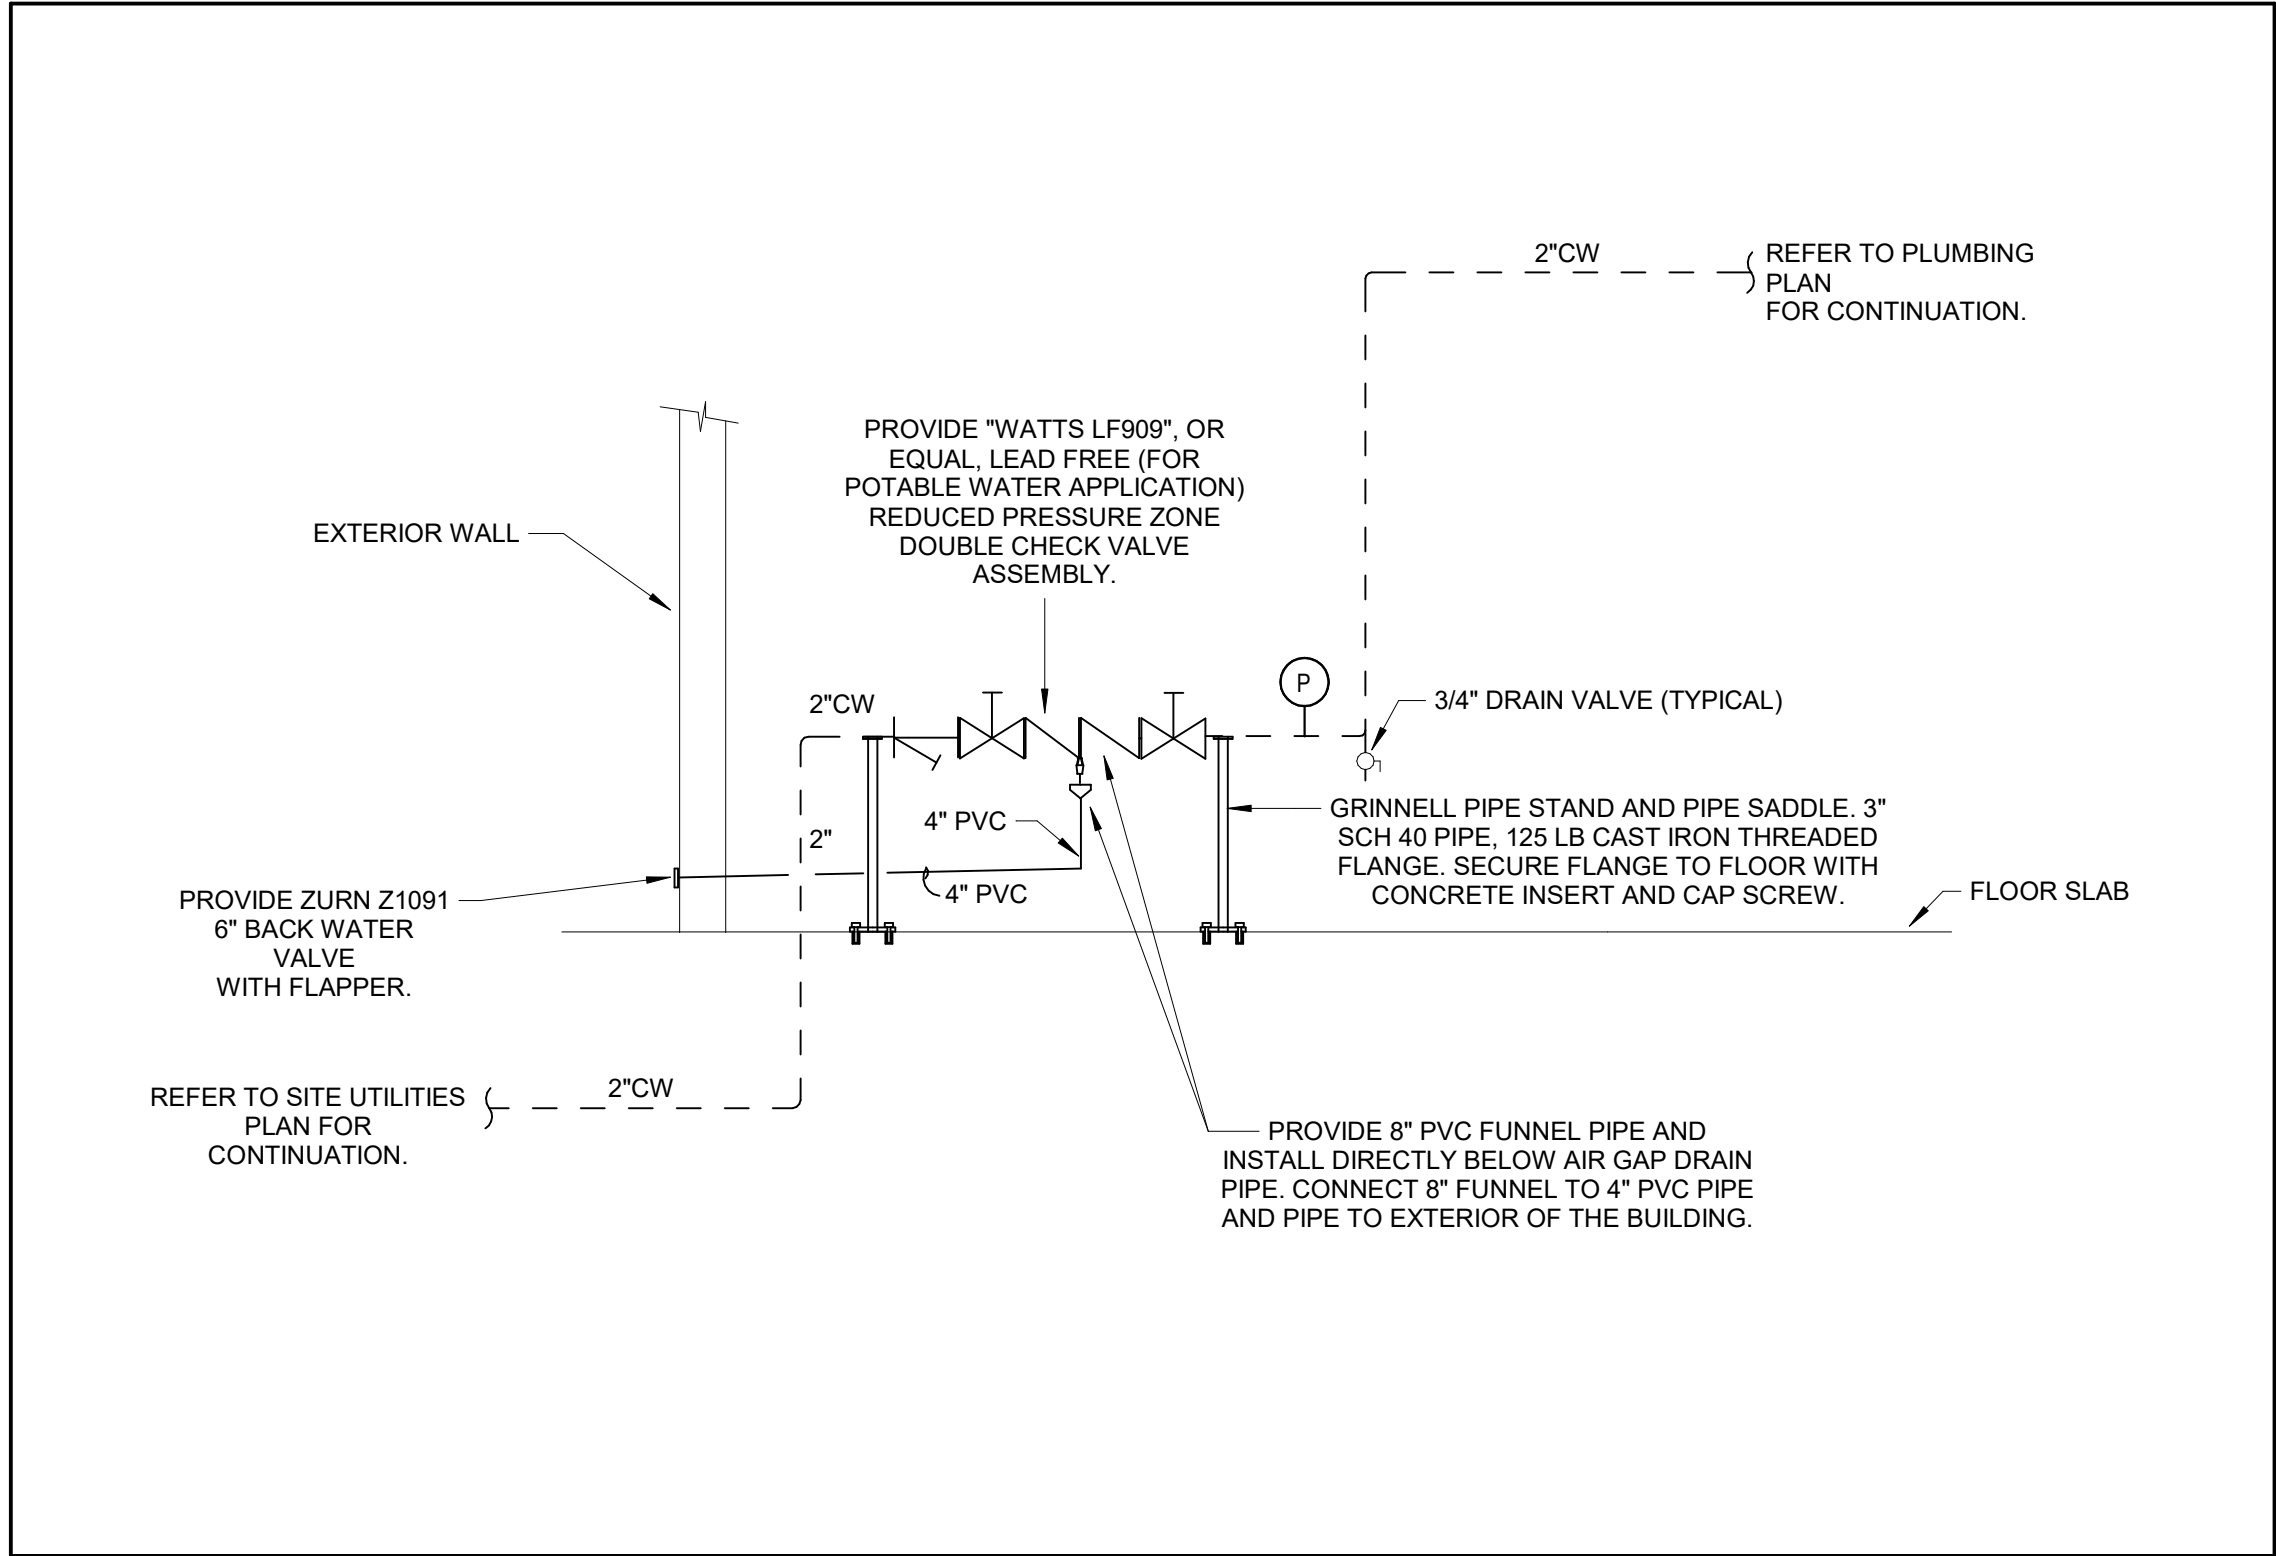 2"CW
REFER TO PLUMBING
PLAN
FOR CONTINUATION.
PROVIDE "WATTS LF909", OR
EQUAL, LEAD FREE (FOR
POTABLE WATER APPLICATION)
REDUCED PRESSURE ZONE
DOUBLE CHECK VALVE
ASSEMBLY.
EXTERIOR WALL
P
2"CW
3/4" DRAIN VALVE (TYPICAL)
GRINNELL PIPE STAND AND PIPE SADDLE. 3"
SCH 40 PIPE, 125 LB CAST IRON THREADED
FLANGE. SECURE FLANGE TO FLOOR WITH
CONCRETE INSERT AND CAP SCREW.
4" PVC
2"
4" PVC
FLOOR SLAB
PROVIDE ZURN Z1091
6" BACK WATER
VALVE
WITH FLAPPER.
2"CW
REFER TO SITE UTILITIES
PLAN FOR
CONTINUATION.
PROVIDE 8" PVC FUNNEL PIPE AND
INSTALL DIRECTLY BELOW AIR GAP DRAIN
PIPE. CONNECT 8" FUNNEL TO 4" PVC PIPE
AND PIPE TO EXTERIOR OF THE BUILDING.